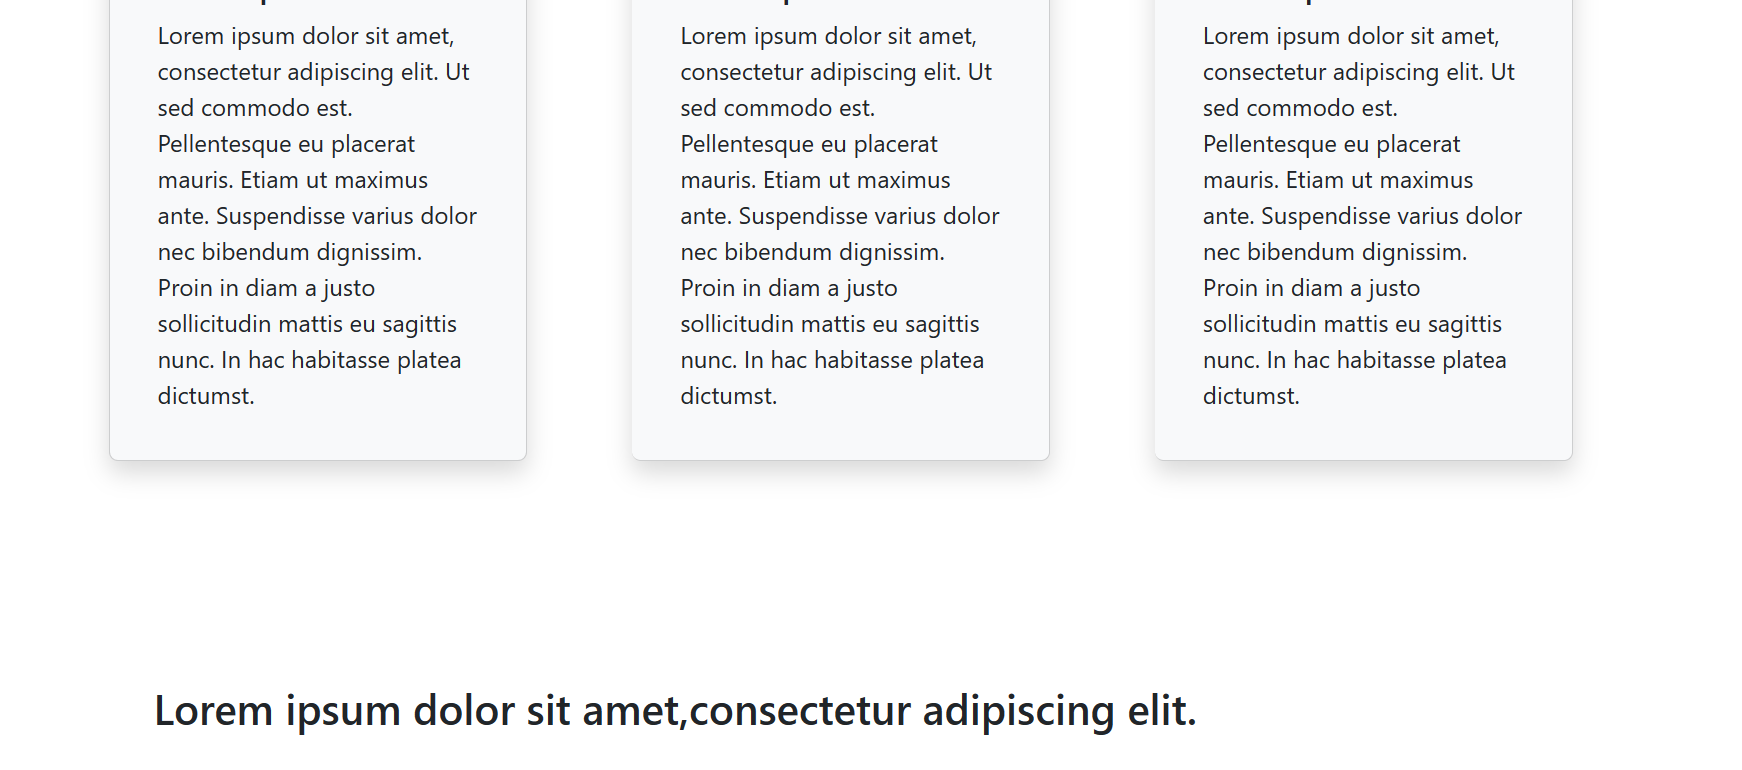 Lorem ipsum dolor sit amet,
consectetur adipiscing elit. Ut
sed commodo est.
Pellentesque eu placerat
mauris. Etiam ut maximus
ante. Suspendisse varius dolor
nec bibendum dignissim.
Proin in diam a justo
sollicitudin mattis eu sagittis
nunc. In hac habitasse platea
dictumst.
Lorem ipsum dolor sit amet,
consectetur adipiscing elit. Ut
sed commodo est.
Pellentesque eu placerat
mauris. Etiam ut maximus
ante. Suspendisse varius dolor
nec bibendum dignissim.
Proin in diam a justo
sollicitudin mattis eu sagittis
nunc. In hac habitasse platea
dictumst.
Lorem ipsum dolor sit amet,
consectetur adipiscing elit. Ut
sed commodo est.
Pellentesque eu placerat
mauris. Etiam ut maximus
ante. Suspendisse varius dolor
nec bibendum dignissim.
Proin in diam a justo
sollicitudin mattis eu sagittis
nunc. In hac habitasse platea
dictumst.
Lorem ipsum dolor sit amet,consectetur adipiscing elit.